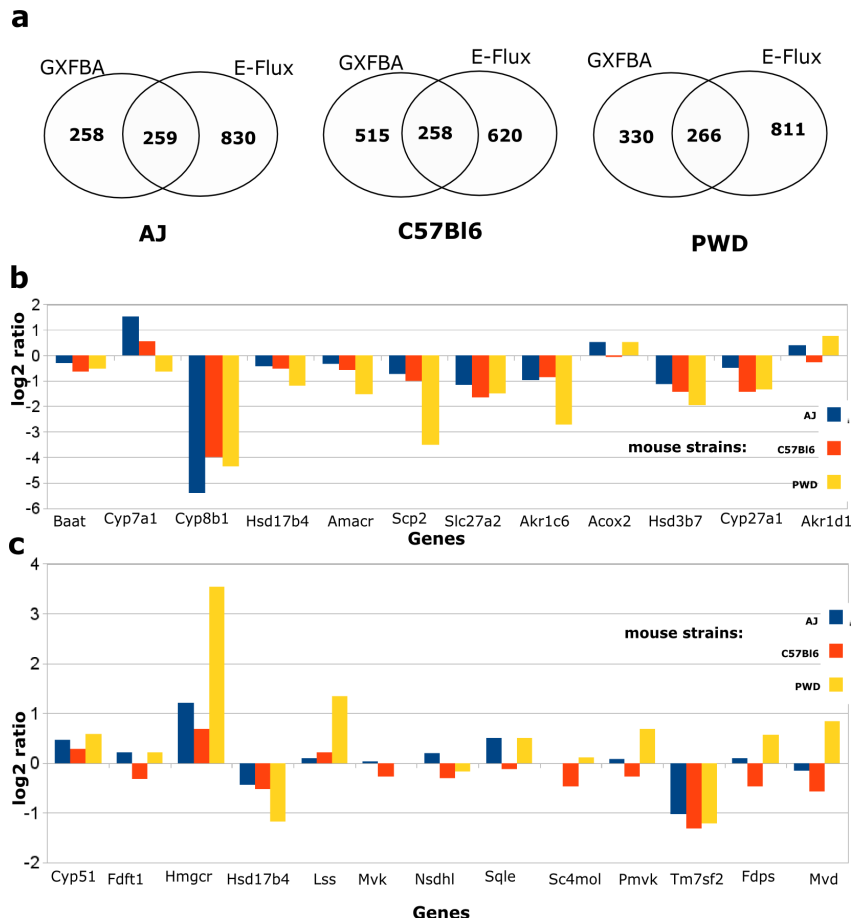 a
GXFBA E-Flux
258 259 830
AJ
GXFBA E-Flux
515 258 620
C57Bl6
GXFBA E-Flux
330 266 811
PWD
b
log2 ratio
2
1
0
-1
-2
-3
-4
-5
-6
mouse strains:
AJ
C57Bl6
PWD
Baat Cyp7a1 Cyp8b1 Hsd17b4 Amacr Scp2 Slc27a2 Akr1c6 Acox2 Hsd3b7 Cyp27a1 Akr1d1
Genes
c
log2 ratio
4
3
2
1
0
-1
-2
mouse strains:
AJ
C57Bl6
PWD
Cyp51 Fdft1 Hmgcr Hsd17b4 Lss Mvk Nsdhl Sqle Sc4mol Pmvk Tm7sf2 Fdps Mvd
Genes